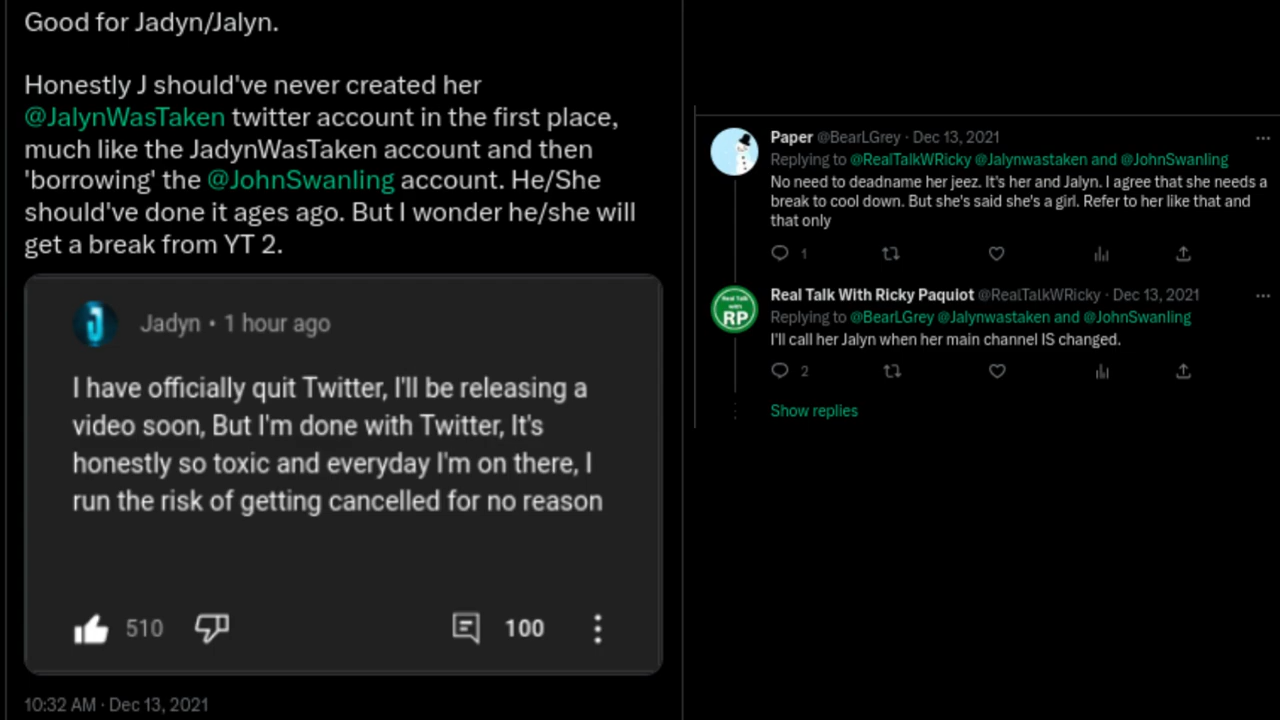 Good for Jadyn/Jalyn.
Honestly J should've never created her
@JalynWasTaken twitter account in the first place,
much like the JadynWasTaken account and then
'borrowing' the @JohnSwanling account. He/She
should've done it ages ago. But I wonder he/she will
get a break from YT 2.
Jadyn • 1 hour ago
I have officially quit Twitter, I'll be releasing a
video soon, But I'm done with Twitter, It's
honestly so toxic and everyday I'm on there, I
run the risk of getting cancelled for no reason
510 100
10:32 AM · Dec 13, 2021
Paper @BearLGrey · Dec 13, 2021
Replying to @RealTalkWRicky @Jalynwastaken and @JohnSwanling
No need to deadname her jeez. It's her and Jalyn. I agree that she needs a
break to cool down. But she's said she's a girl. Refer to her like that and
that only
1
Real Talk With Ricky Paquiot @RealTalkWRicky · Dec 13, 2021
Real Talk
with
RP
Replying to @BearLGrey @Jalynwastaken and @JohnSwanling
I'll call her Jalyn when her main channel IS changed.
2
Show replies